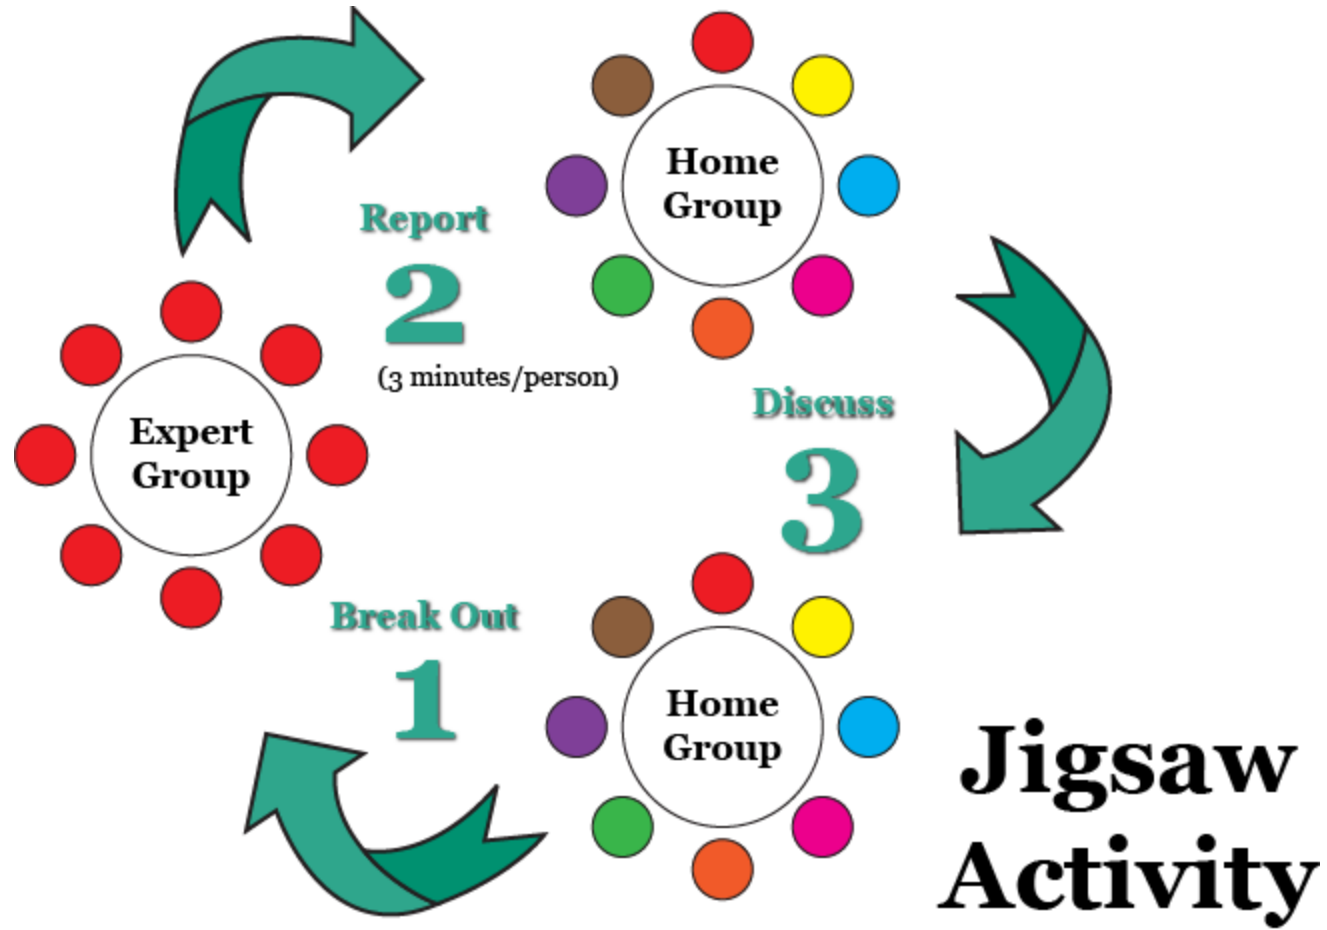 Home
Group
Report
2
(3 minutes/person)
Expert
Group
Discuss
3
Break Out
1
Home
Group
Jigsaw
Activity